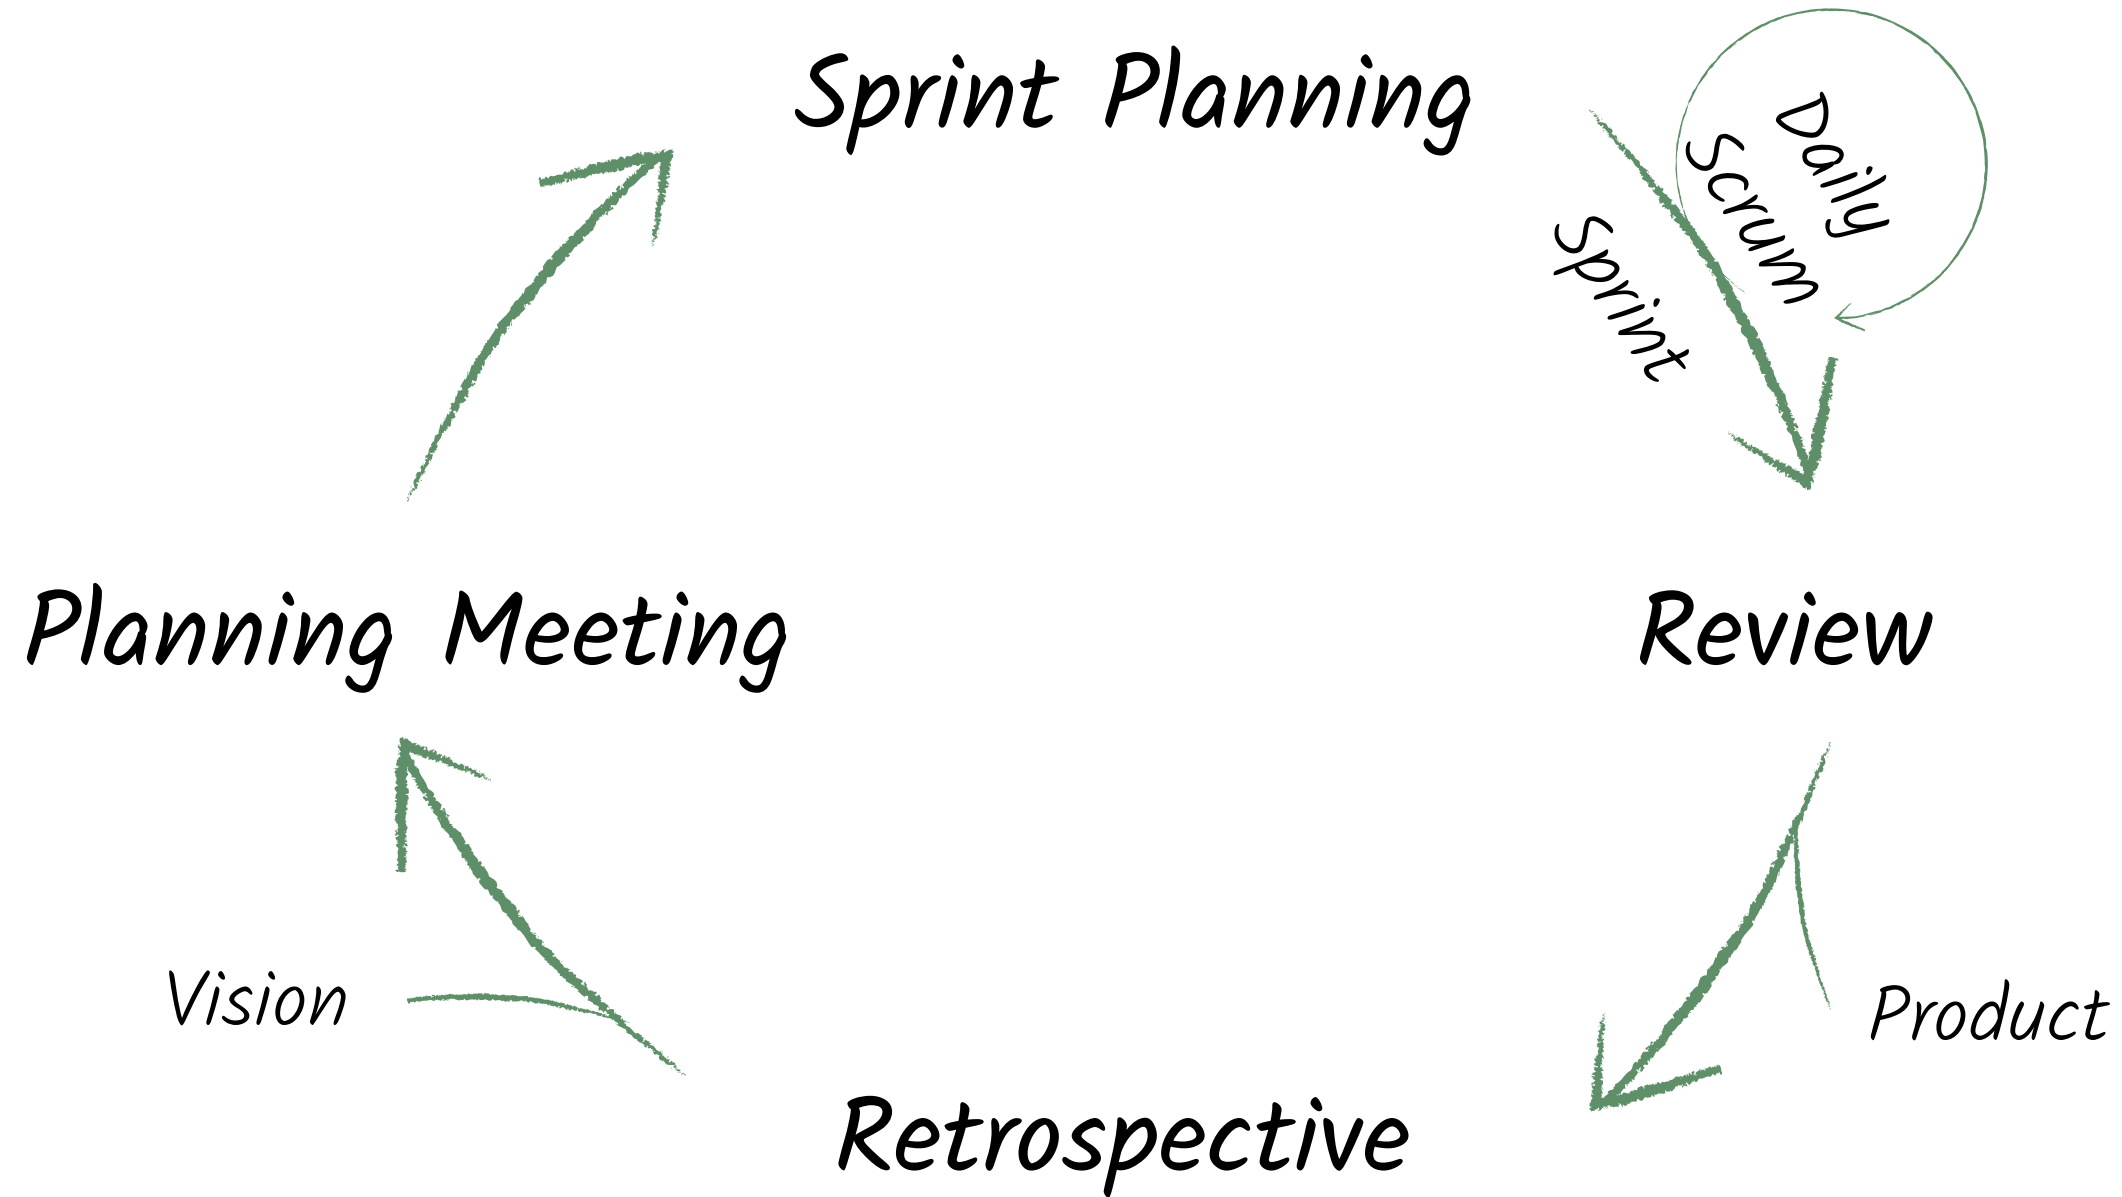 Sprint Planning
Daily
Scrum
Sprint
Planning Meeting
Review
Vision
Product
Retrospective